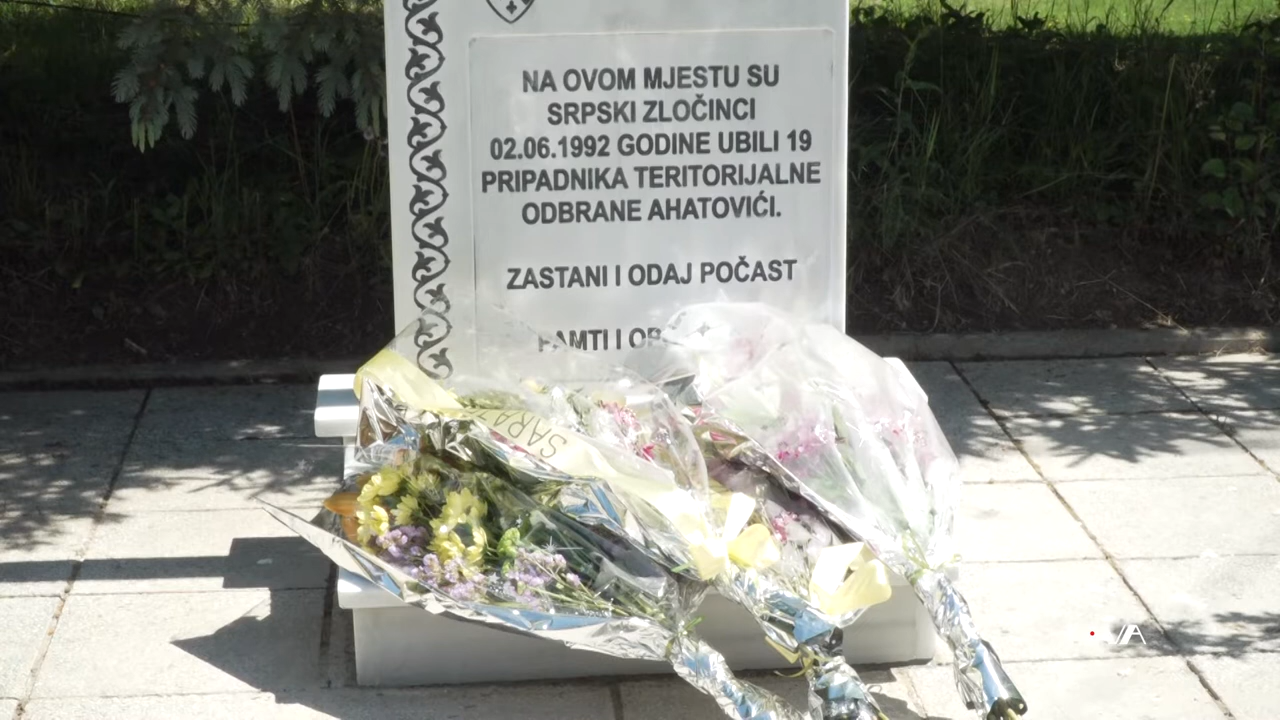 NA OVOM MJESTU SU
SRPSKI ZLOČINCI
02.06.1992 GODINE UBILI 19
PRIPADNIKA TERITORIJALNE
ODBRANE AHATOVIĆI.
ZASTANI I ODAJ POČAST
PAMTI I